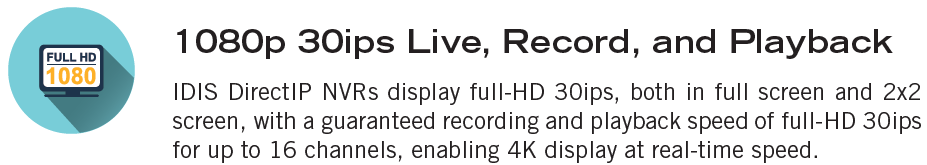 FULL HD
1080
1080p 30ips Live, Record, and Playback
IDIS DirectIP NVRs display full-HD 30ips, both in full screen and 2x2
screen, with a guaranteed recording and playback speed of full-HD 30ips
for up to 16 channels, enabling 4K display at real-time speed.